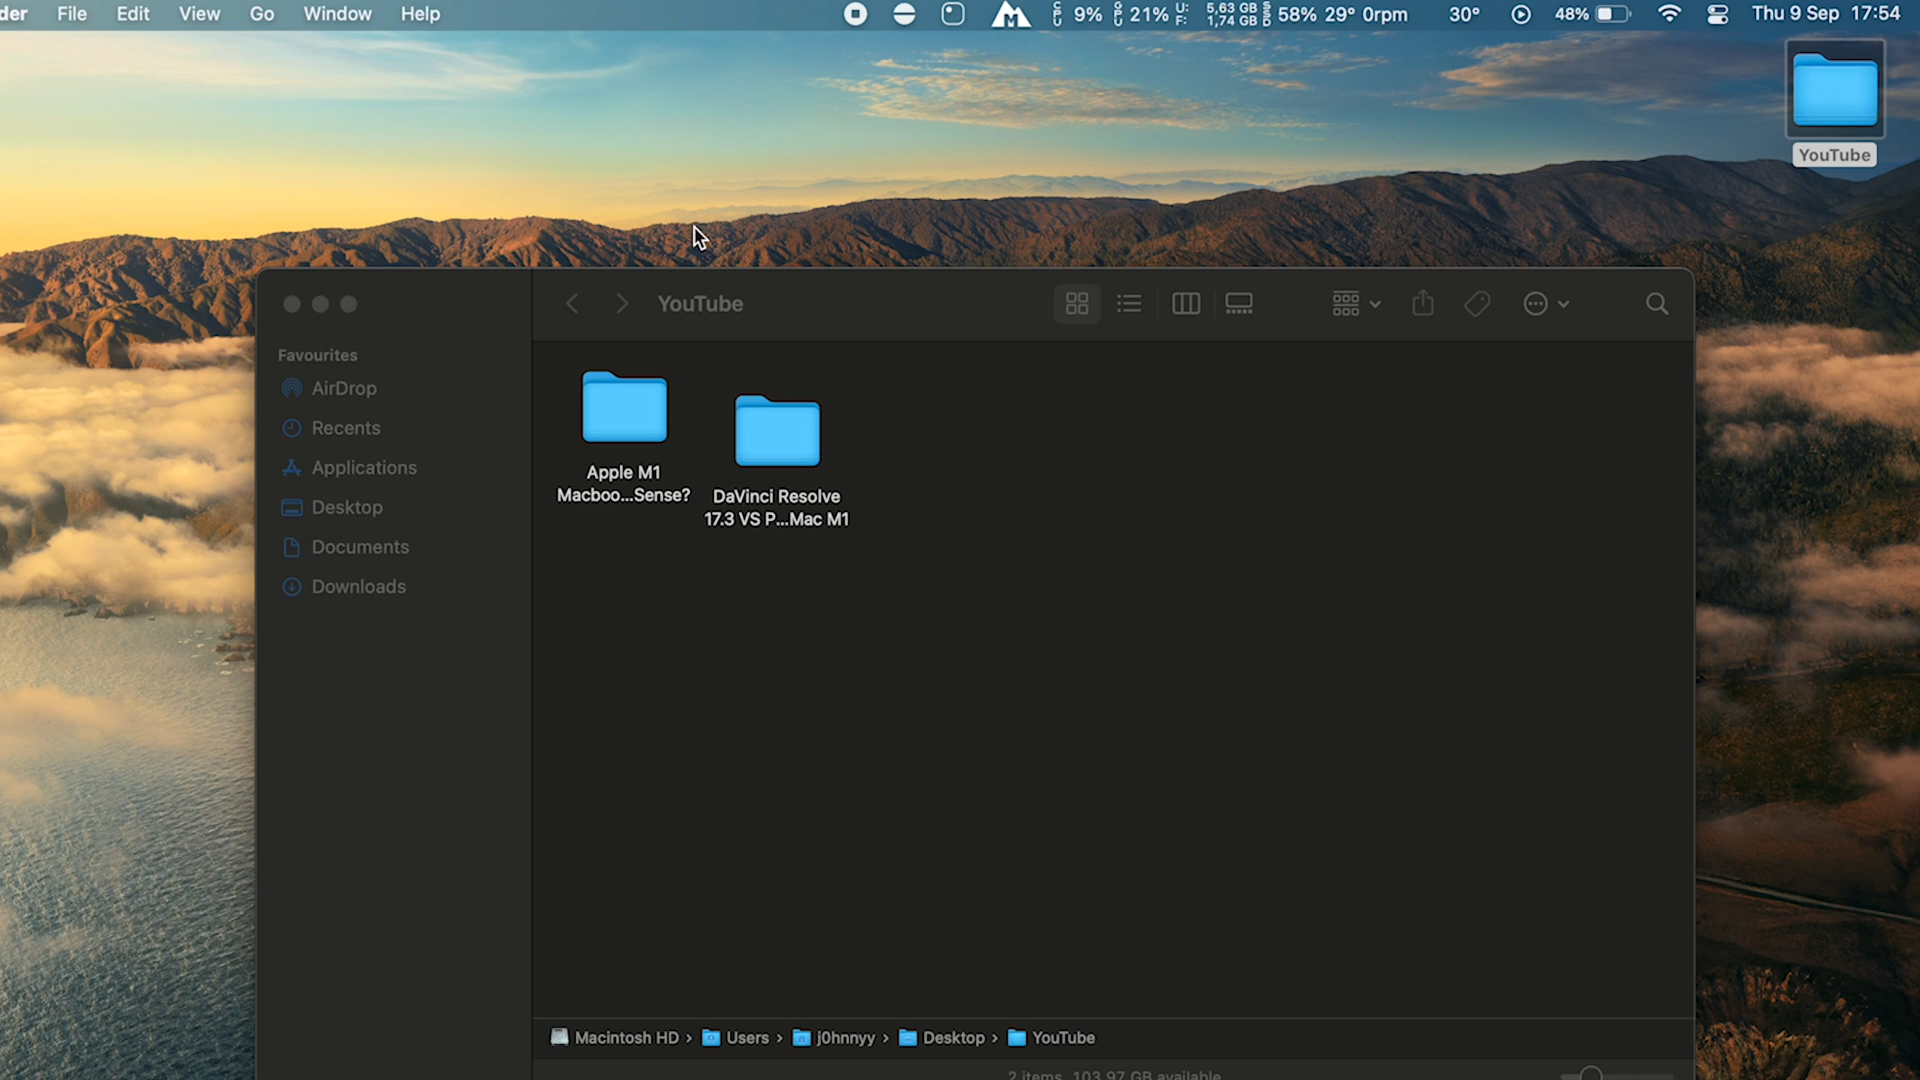 der File Edit View Go Window Help
CPU 9% GPU 21% U: 5,63 GB F: 1,74 GB SSD 58% 29° 0rpm 30° 48% Thu 9 Sep 17:54
YouTube
YouTube
Favourites
AirDrop
Recents
Applications
Desktop
Documents
Downloads
Apple M1
Macboo...Sense?
DaVinci Resolve
17.3 VS P...Mac M1
Macintosh HD › Users › j0hnnyy › Desktop › YouTube
2 items, 103,97 GB available